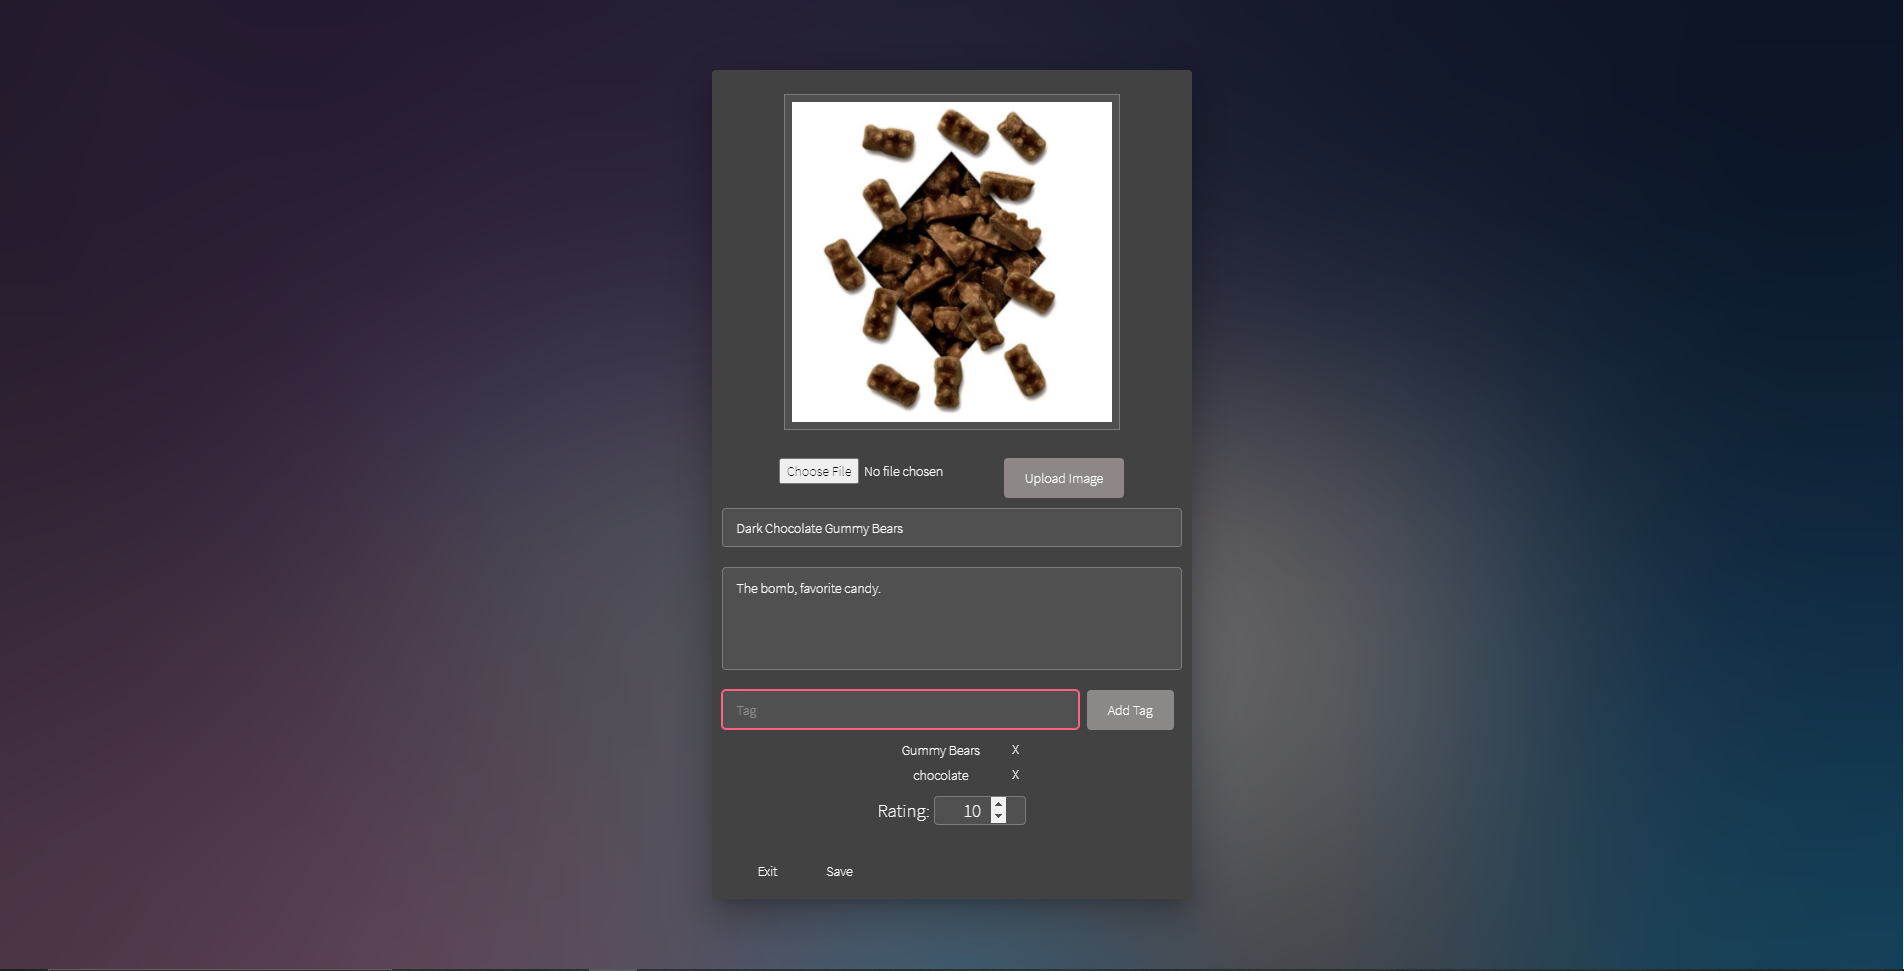 Choose File No file chosen Upload Image
Dark Chocolate Gummy Bears
The bomb, favorite candy.
Tag Add Tag
Gummy Bears X
chocolate X
Rating: 10
Exit Save